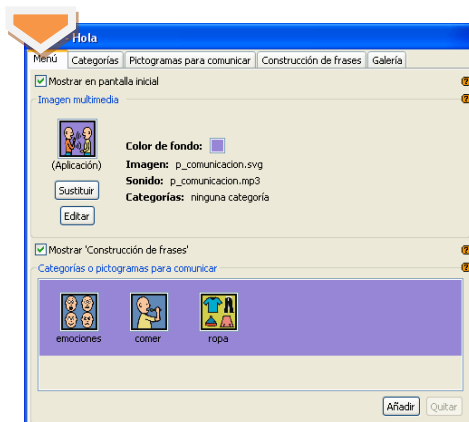 Hola
Menú Categorías Pictogramas para comunicar Construcción de frases Galería
Mostrar en pantalla inicial
Imagen multimedia
(Aplicación)
Color de fondo:
Imagen: p_comunicacion.svg
Sonido: p_comunicacion.mp3
Categorías: ninguna categoría
Sustituir
Editar
Mostrar 'Construcción de frases'
Categorías o pictogramas para comunicar
emociones comer ropa
Añadir Quitar